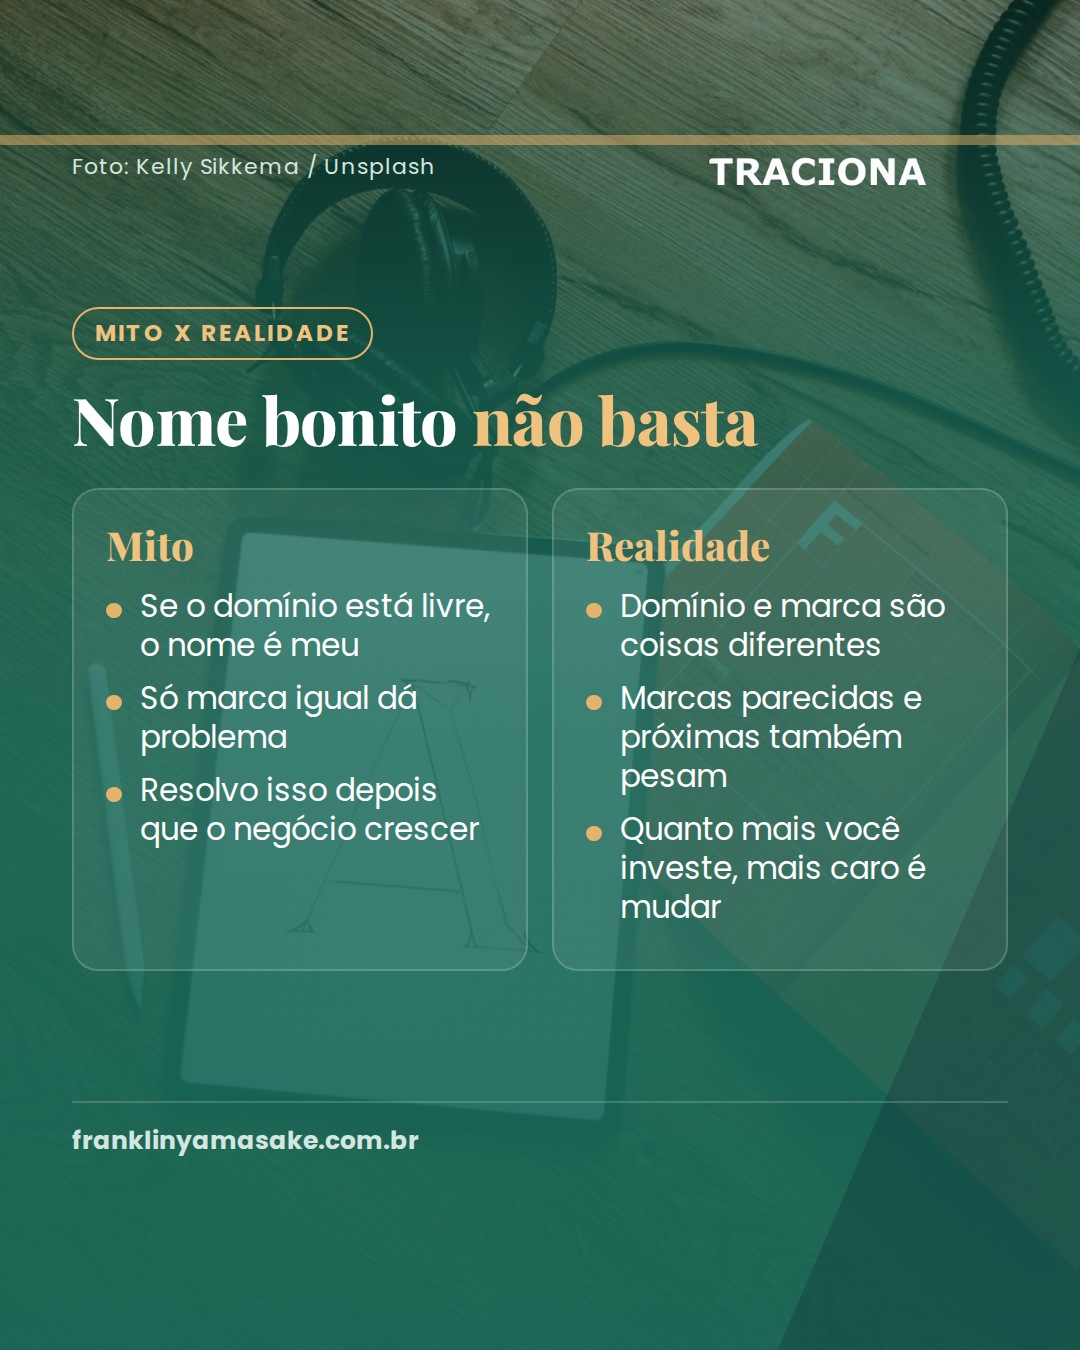 Foto: Kelly Sikkema / Unsplash
TRACIONA
MITO X REALIDADE
Nome bonito não basta
Mito
Se o domínio está livre,
o nome é meu
Só marca igual dá
problema
Resolvo isso depois
que o negócio crescer
Realidade
Domínio e marca são
coisas diferentes
Marcas parecidas e
próximas também
pesam
Quanto mais você
investe, mais caro é
mudar
F
A
franklinyamasake.com.br